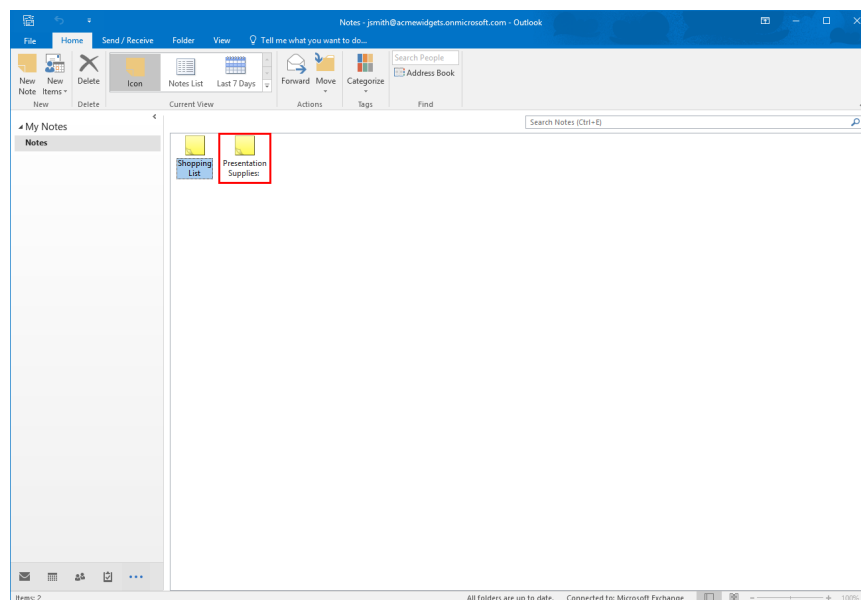 Notes - jsmith@acmewidgets.onmicrosoft.com - Outlook
File Home Send / Receive Folder View Tell me what you want to do...
New Note
New Items
Delete
Icon
Notes List
Last 7 Days
Forward
Move
Categorize
Search People
Address Book
New Delete Current View Actions Tags Find
My Notes
Search Notes (Ctrl+E)
Notes
Shopping
List
Presentation
Supplies:
Items: 2 All folders are up to date. Connected to: Microsoft Exchange 100%